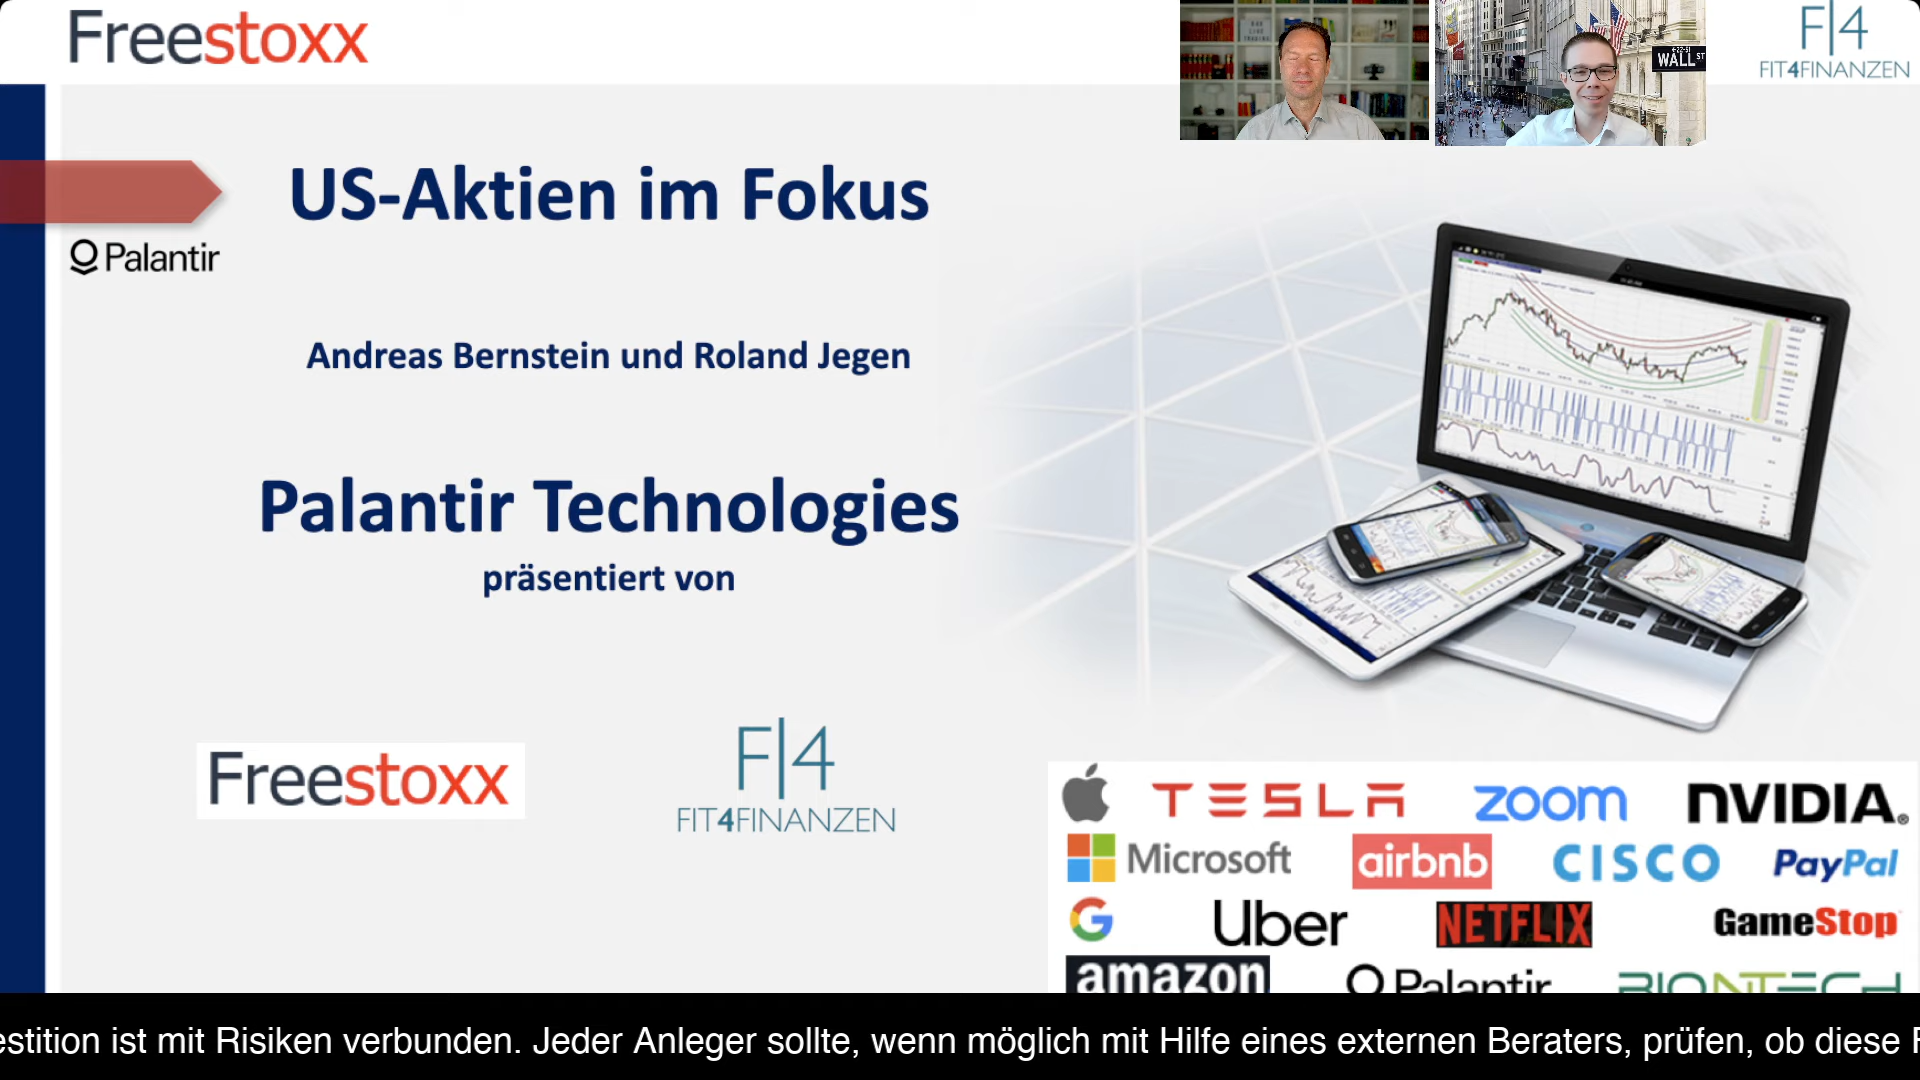 Freestoxx
WALL ST
F|4
FIT4FINANZEN
US-Aktien im Fokus
Palantir
Andreas Bernstein und Roland Jegen
Palantir Technologies
präsentiert von
Freestoxx
F|4
FIT4FINANZEN
TESLA zoom NVIDIA.
Microsoft airbnb CISCO PayPal
G Uber NETFLIX GameStop
amazon Palantir BIONTECH
estition ist mit Risiken verbunden. Jeder Anleger sollte, wenn möglich mit Hilfe eines externen Beraters, prüfen, ob diese